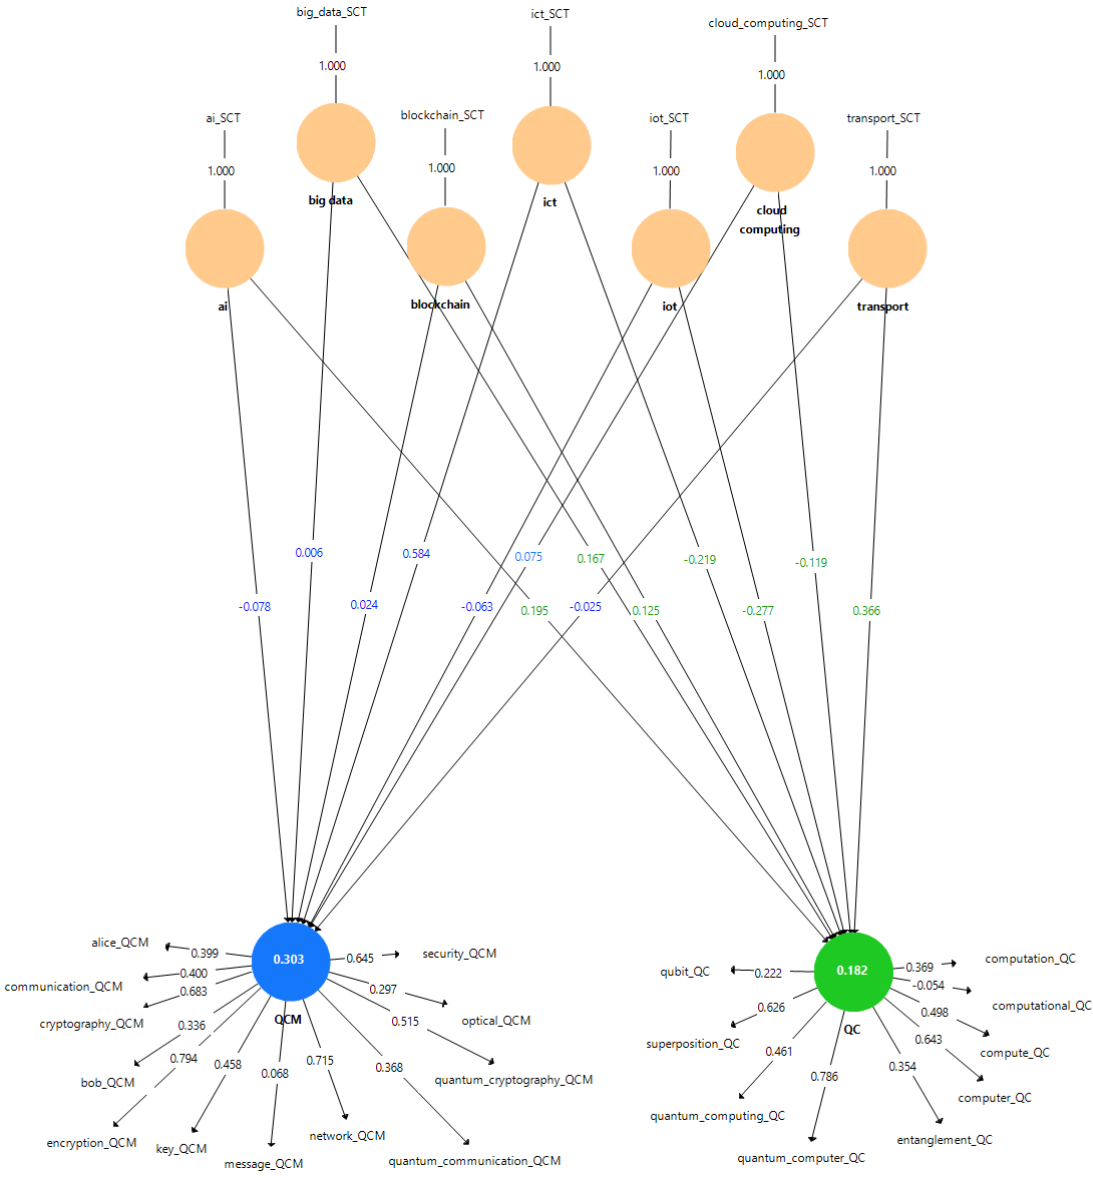 big_data_SCT
ict_SCT
cloud_computing_SCT
1.000
1.000
1.000
ai_SCT
blockchain_SCT
iot_SCT
transport_SCT
1.000
1.000
1.000
1.000
big data
ict
cloud
computing
ai
blockchain
iot
transport
0.006
0.584
0.075
0.167
-0.219
-0.119
-0.078
0.024
-0.063
0.195
-0.025
0.125
-0.277
0.366
alice_QCM
0.399
0.303
0.645
security_QCM
communication_QCM
0.400
0.683
0.297
cryptography_QCM
QCM
0.515
optical_QCM
0.336
0.794
0.458
0.068
0.715
0.368
bob_QCM
quantum_cryptography_QCM
encryption_QCM
key_QCM
message_QCM
network_QCM
quantum_communication_QCM
qubit_QC
0.222
0.182
0.369
computation_QC
-0.054
computational_QC
0.626
0.498
superposition_QC
QC
0.643
compute_QC
0.461
0.786
0.354
computer_QC
quantum_computing_QC
entanglement_QC
quantum_computer_QC